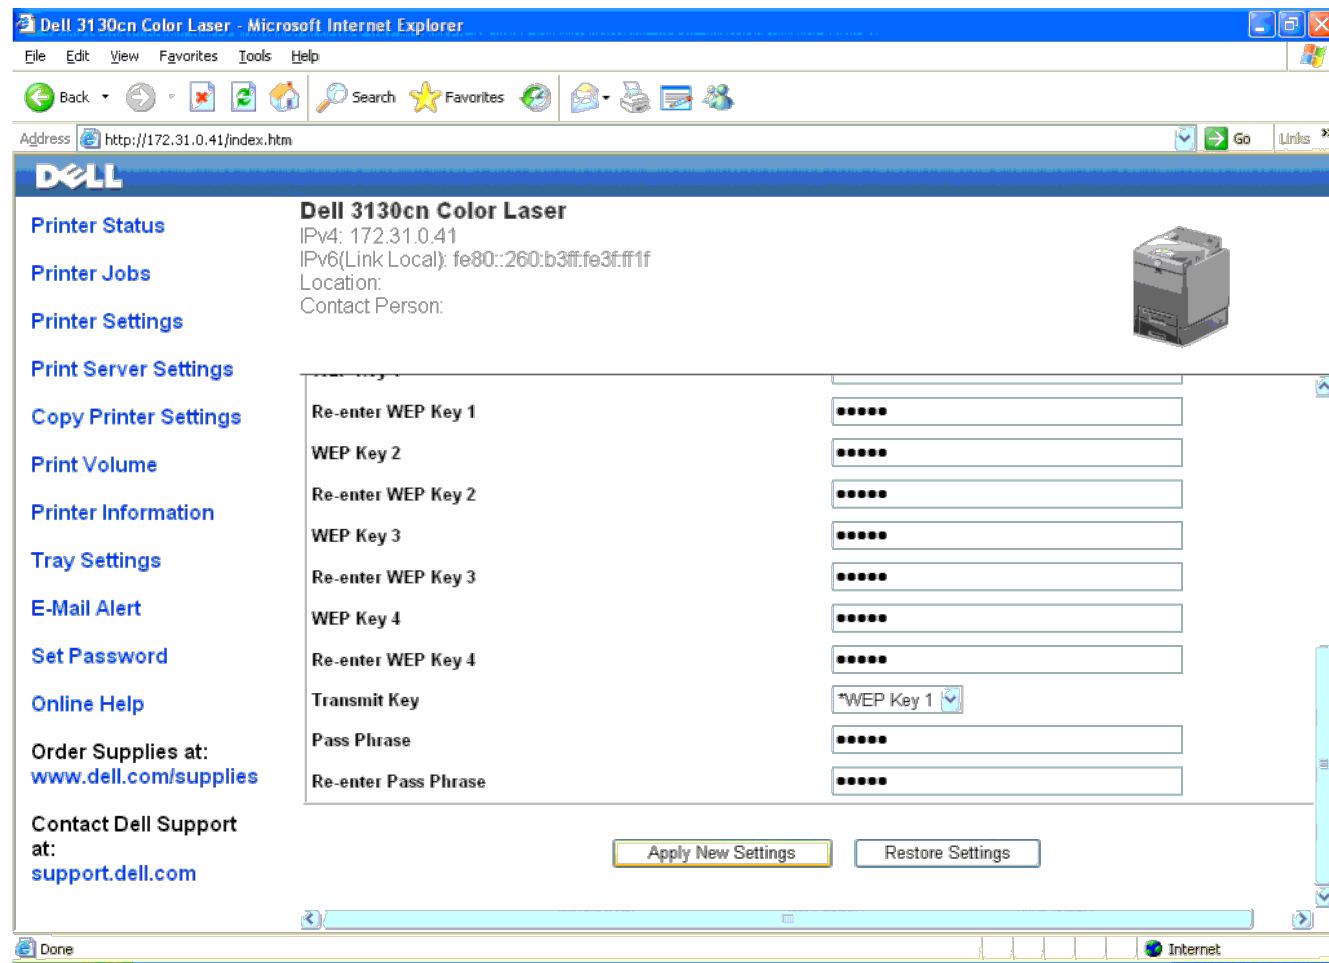 Dell 3130cn Color Laser - Microsoft Internet Explorer
File Edit View Favorites Tools Help
Back Search Favorites
Address http://172.31.0.41/index.htm Go Links »
DELL
Printer Status
Printer Jobs
Printer Settings
Print Server Settings
Copy Printer Settings
Print Volume
Printer Information
Tray Settings
E-Mail Alert
Set Password
Online Help
Order Supplies at:
www.dell.com/supplies
Contact Dell Support
at:
support.dell.com
Dell 3130cn Color Laser
IPv4: 172.31.0.41
IPv6(Link Local): fe80::260:b3ff:fe3f:ff1f
Location:
Contact Person:
Re-enter WEP Key 1 •••••
WEP Key 2 •••••
Re-enter WEP Key 2 •••••
WEP Key 3 •••••
Re-enter WEP Key 3 •••••
WEP Key 4 •••••
Re-enter WEP Key 4 •••••
Transmit Key *WEP Key 1
Pass Phrase •••••
Re-enter Pass Phrase •••••
Apply New Settings Restore Settings
Done Internet